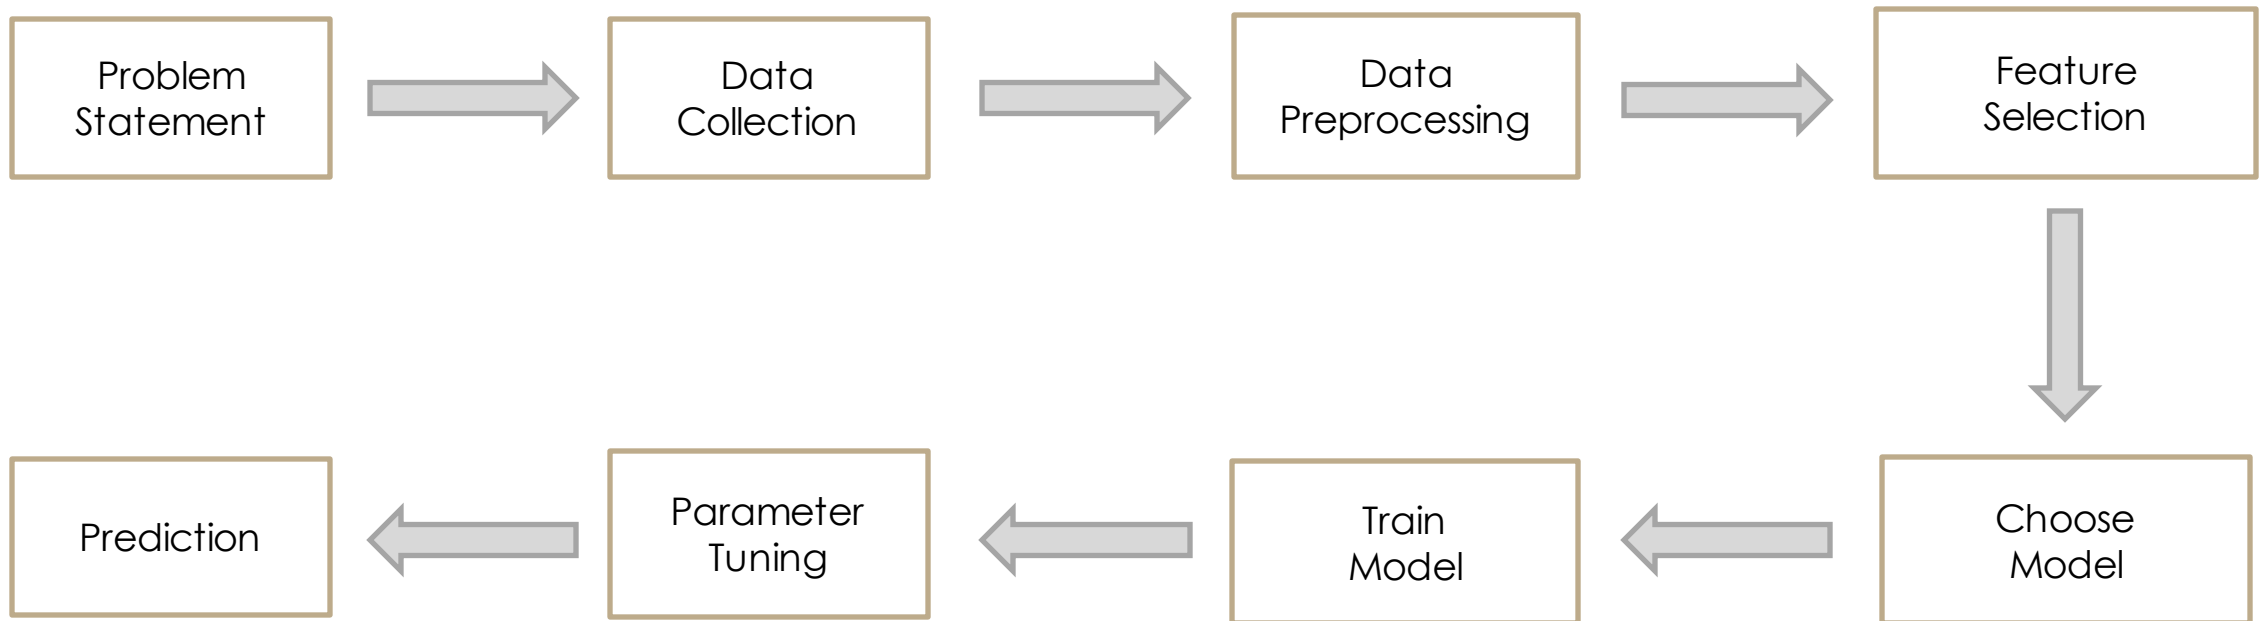 Problem
Statement
Data
Collection
Data
Preprocessing
Feature
Selection
Choose
Model
Train
Model
Parameter
Tuning
Prediction